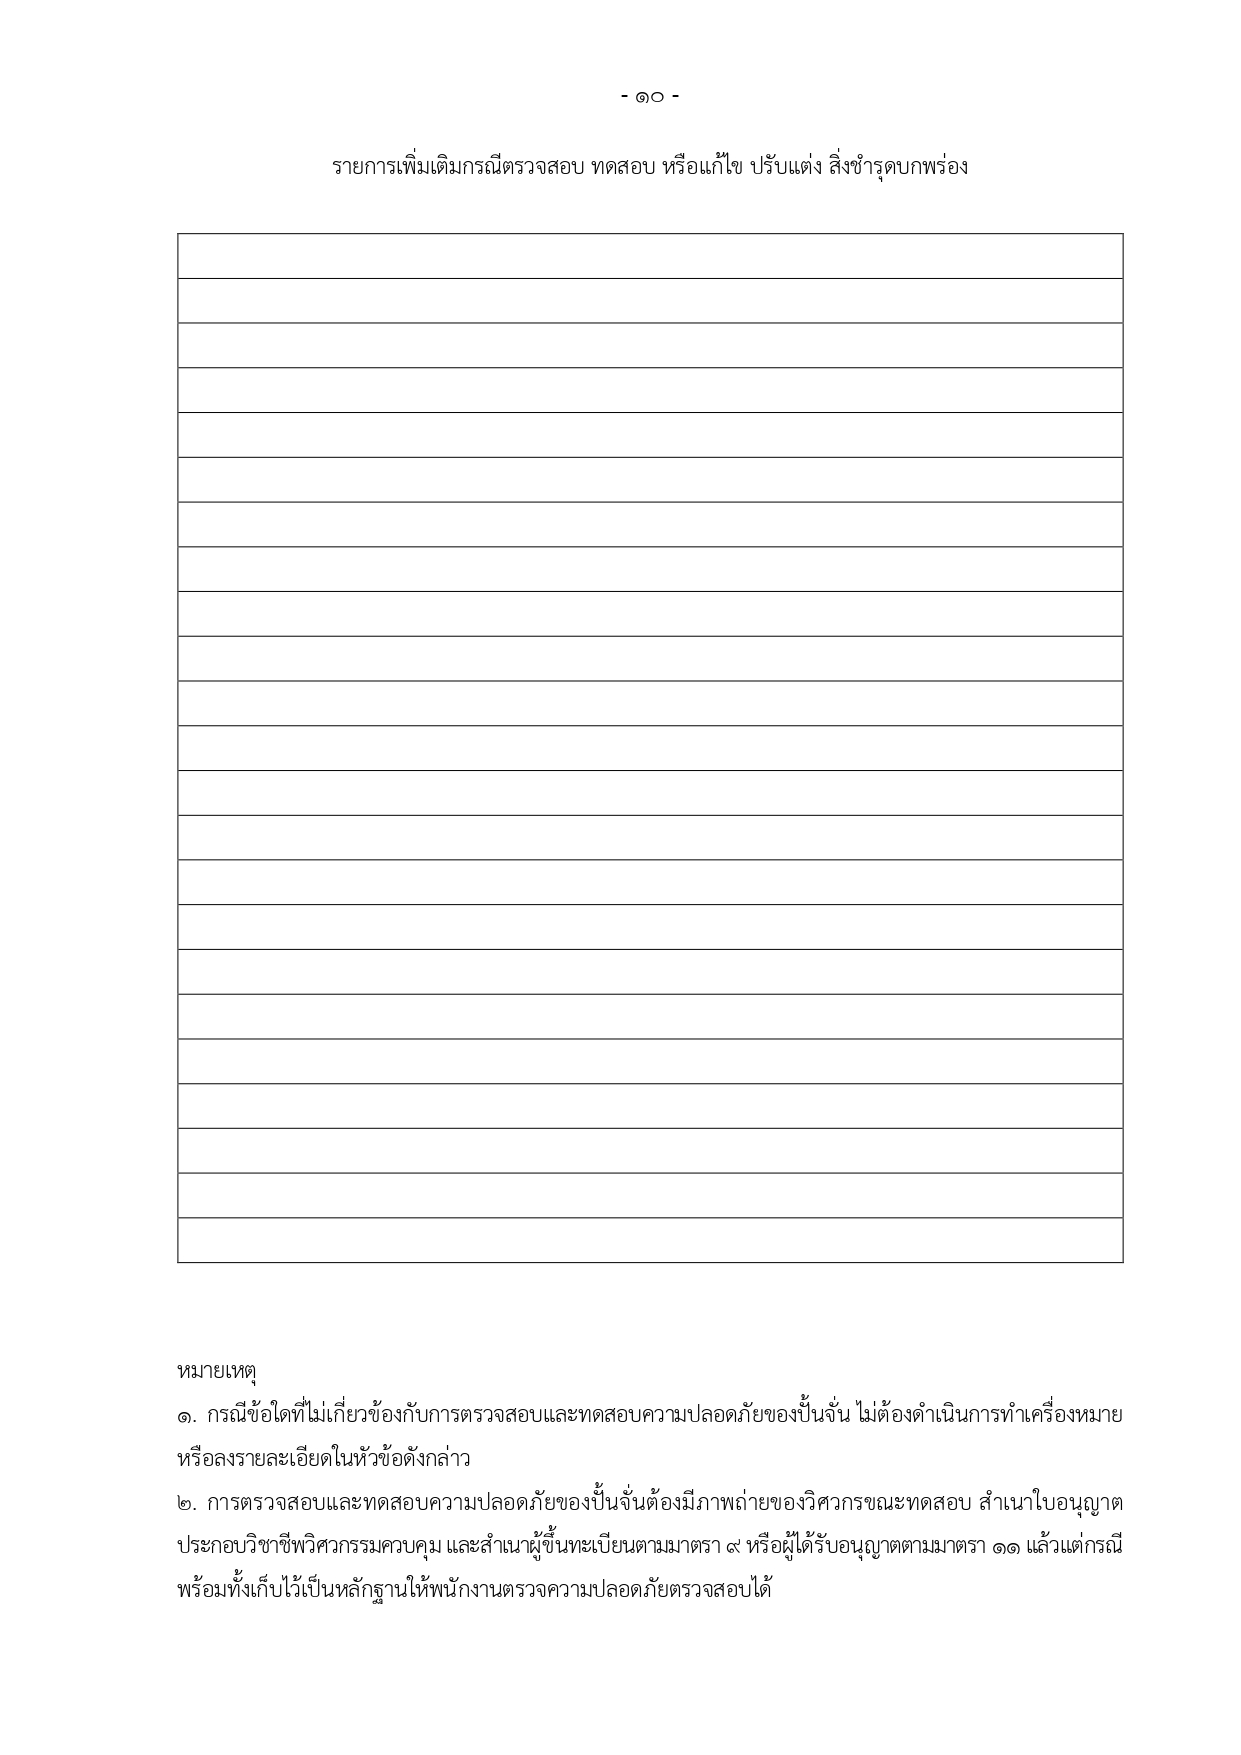 - ๑๐ -
รายการเพิ่มเติมกรณีตรวจสอบ ทดสอบ หรือแก้ไข ปรับแต่ง สิ่งชำรุดบกพร่อง
หมายเหตุ
๑. กรณีข้อใดที่ไม่เกี่ยวข้องกับการตรวจสอบและทดสอบความปลอดภัยของปั้นจั่น ไม่ต้องดำเนินการทำเครื่องหมาย
หรือลงรายละเอียดในหัวข้อดังกล่าว
๒. การตรวจสอบและทดสอบความปลอดภัยของปั้นจั่นต้องมีภาพถ่ายของวิศวกรขณะทดสอบ สำเนาใบอนุญาต
ประกอบวิชาชีพวิศวกรรมควบคุม และสำเนาผู้ขึ้นทะเบียนตามมาตรา ๙ หรือผู้ได้รับอนุญาตตามมาตรา ๑๑ แล้วแต่กรณี
พร้อมทั้งเก็บไว้เป็นหลักฐานให้พนักงานตรวจความปลอดภัยตรวจสอบได้